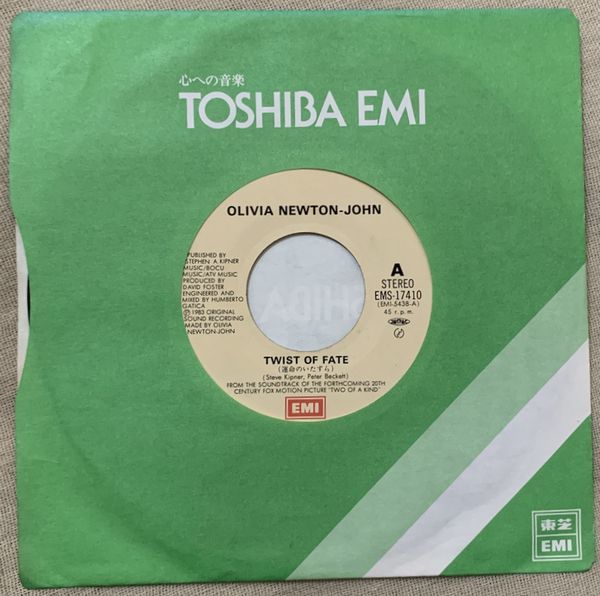 心への音楽
TOSHIBA EMI
OLIVIA NEWTON-JOHN
PUBLISHED BY
STEPHEN A.KIPNER
MUSIC/BOCU
MUSIC/ATV MUSIC
PRODUCED BY
DAVID FOSTER
ENGINEERED AND
MIXED BY HUMBERTO
GATICA
Ⓟ1983 ORIGINAL
SOUND RECORDING
MADE BY OLIVIA
NEWTON-JOHN
A
STEREO
EMS-17410
(EMI-5438-A)
45 r.p.m.
TWIST OF FATE
(運命のいたずら)
(Steve Kipner, Peter Beckett)
FROM THE SOUNDTRACK OF THE FORTHCOMING 20TH
CENTURY FOX MOTION PICTURE "TWO OF A KIND"
EMI
東芝
EMI